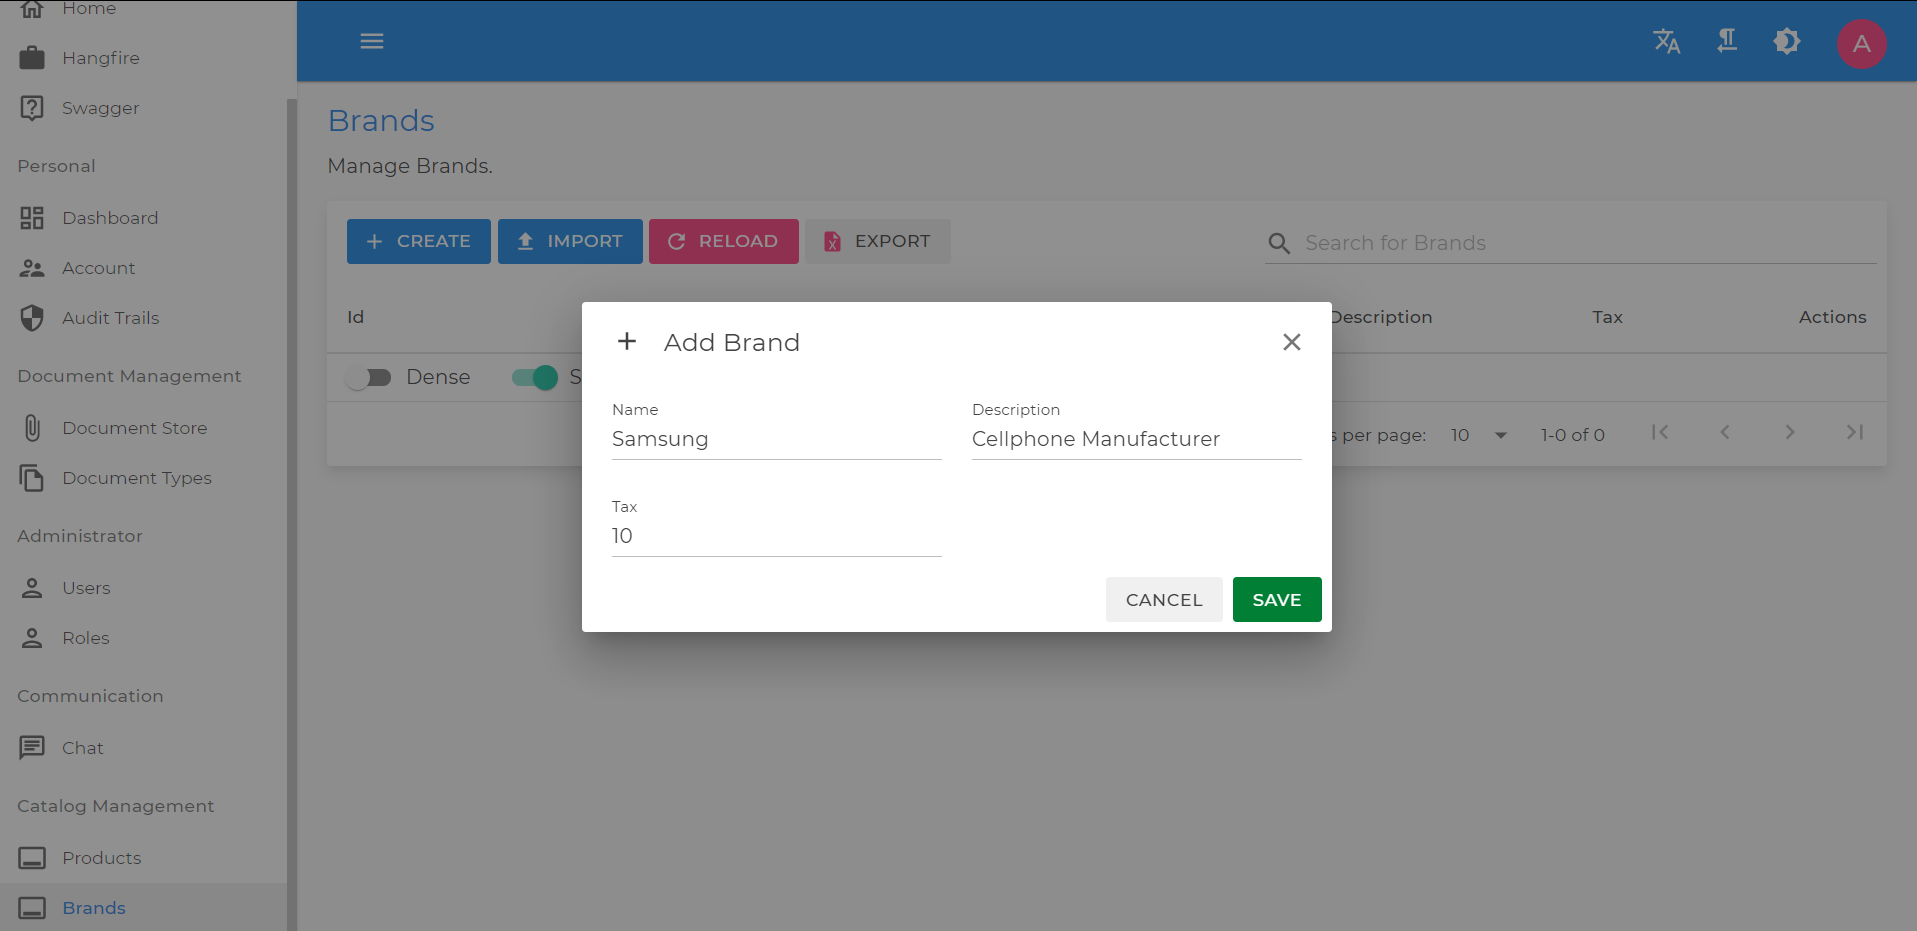 Home
Hangfire
Swagger
Personal
Dashboard
Account
Audit Trails
Document Management
Document Store
Document Types
Administrator
Users
Roles
Communication
Chat
Catalog Management
Products
Brands
A
Brands
Manage Brands.
CREATE IMPORT RELOAD EXPORT Search for Brands
Id Description Tax Actions
Dense S
s per page: 10 1-0 of 0
Add Brand
Name Description
Samsung Cellphone Manufacturer
Tax
10
CANCEL SAVE